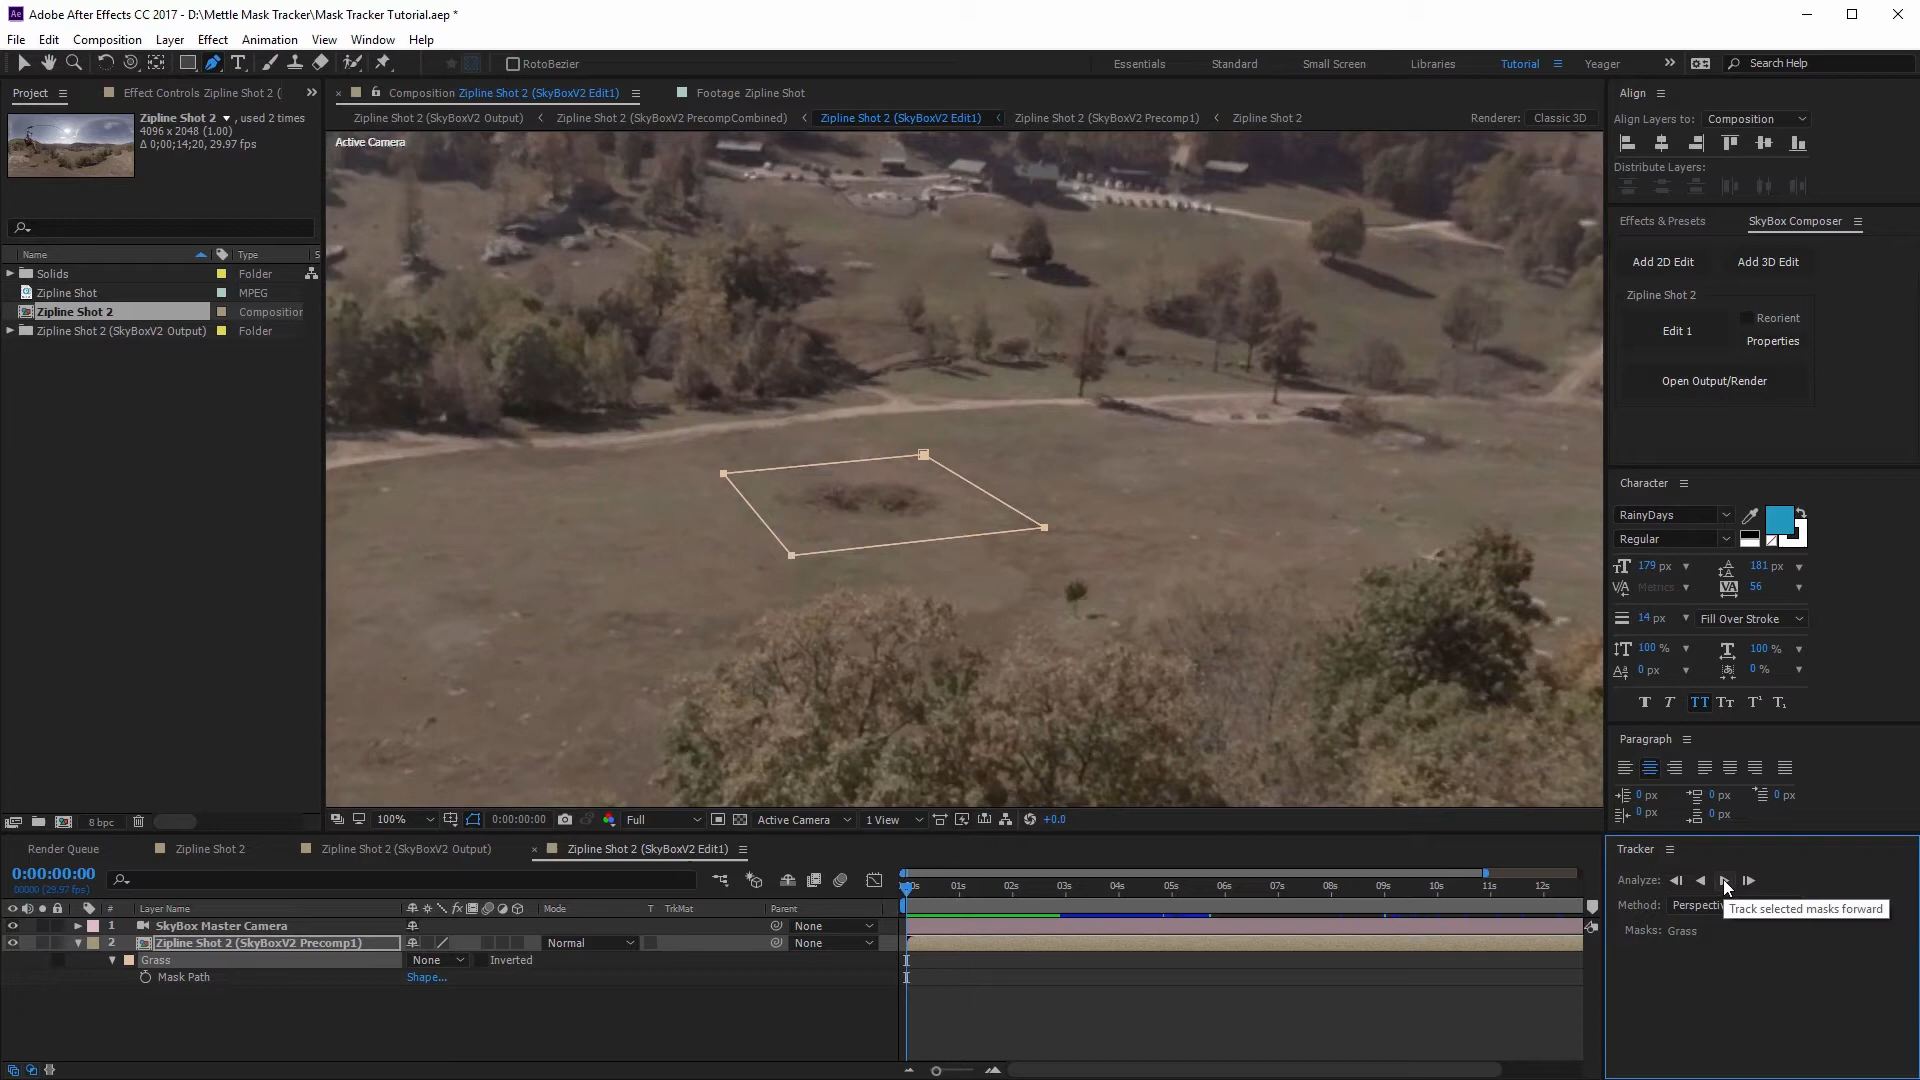 Adobe After Effects CC 2017 - D:\Mettle Mask Tracker\Mask Tracker Tutorial.aep *
File Edit Composition Layer Effect Animation View Window Help
RotoBezier
Essentials Standard Small Screen Libraries Tutorial Yeager Search Help
Project Effect Controls Zipline Shot 2 (
Zipline Shot 2 , used 2 times
4096 x 2048 (1.00)
Δ 0;00;14;20, 29.97 fps
Name Type S
Solids Folder
Zipline Shot MPEG
Zipline Shot 2 Composition
Zipline Shot 2 (SkyBoxV2 Output) Folder
8 bpc
Composition Zipline Shot 2 (SkyBoxV2 Edit1) Footage Zipline Shot
Zipline Shot 2 (SkyBoxV2 Output) Zipline Shot 2 (SkyBoxV2 PrecompCombined) Zipline Shot 2 (SkyBoxV2 Edit1) Zipline Shot 2 (SkyBoxV2 Precomp1) Zipline Shot 2 Renderer: Classic 3D
Active Camera
100% 0:00:00:00 Full Active Camera 1 View +0.0
Align
Align Layers to: Composition
Distribute Layers:
Effects & Presets SkyBox Composer
Add 2D Edit Add 3D Edit
Zipline Shot 2
Edit 1 Reorient
Properties
Open Output/Render
Character
RainyDays
Regular
179 px 181 px
Metrics 56
14 px Fill Over Stroke
100 % 100 %
0 px 0 %
Paragraph
0 px 0 px 0 px
0 px 0 px
Render Queue Zipline Shot 2 Zipline Shot 2 (SkyBoxV2 Output) Zipline Shot 2 (SkyBoxV2 Edit1)
0:00:00:00
00000 (29.97 fps)
01s 02s 03s 04s 05s 06s 07s 08s 09s 10s 11s 12s
# Layer Name Mode T TrkMat Parent
1 SkyBox Master Camera None
2 Zipline Shot 2 (SkyBoxV2 Precomp1) Normal None
Grass None Inverted
Mask Path Shape...
Tracker
Analyze:
Method: Perspectiv
Track selected masks forward
Masks: Grass